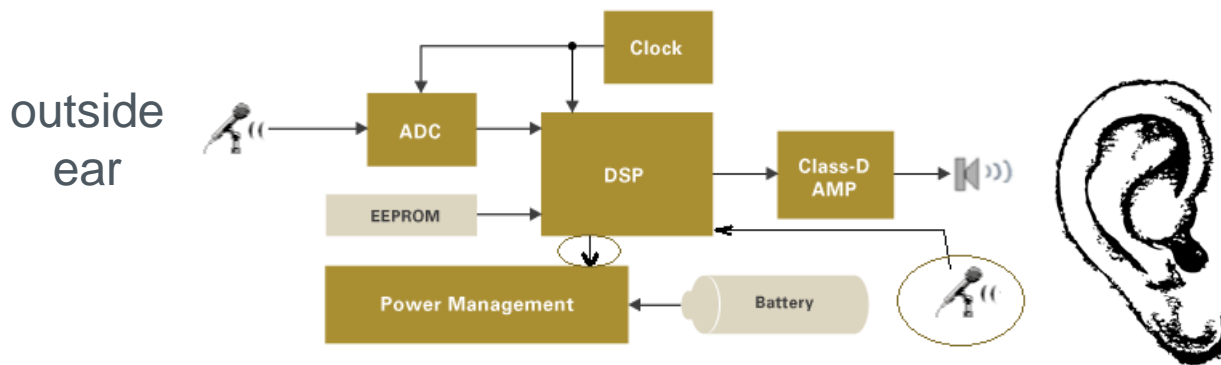 Clock
outside
ear
ADC
DSP
Class-D
AMP
EEPROM
Power Management
Battery